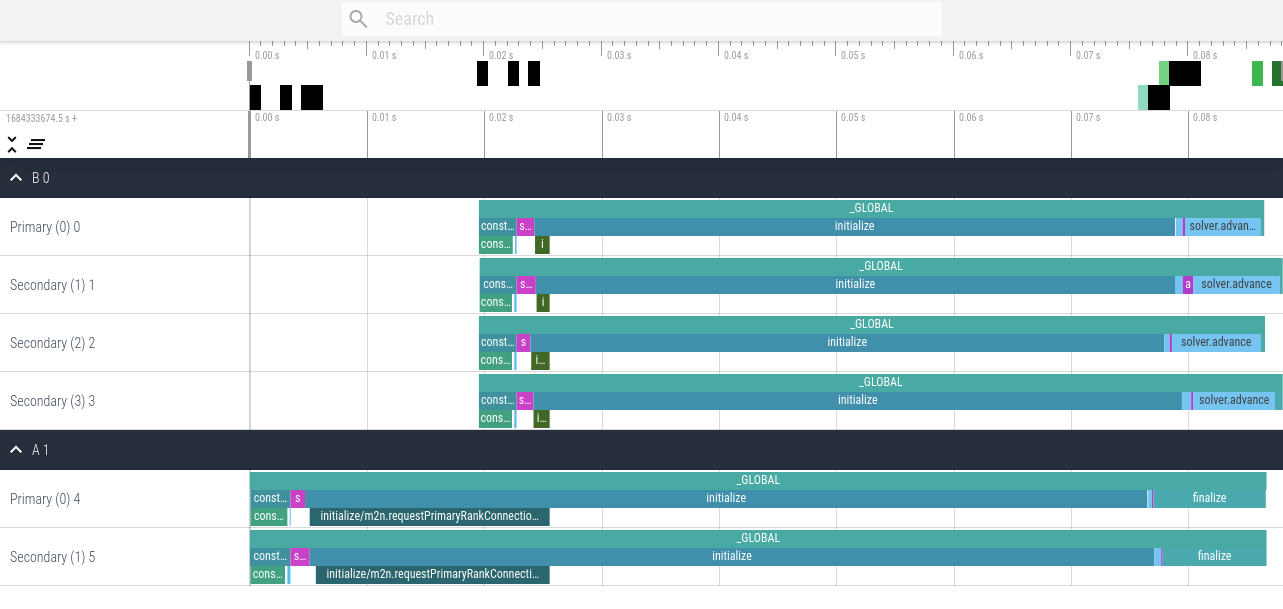 Search
0.00 s 0.01 s 0.02 s 0.03 s 0.04 s 0.05 s 0.06 s 0.07 s 0.08 s
1684333674.5 s + 0.00 s 0.01 s 0.02 s 0.03 s 0.04 s 0.05 s 0.06 s 0.07 s 0.08 s
B 0
_GLOBAL
Primary (0) 0 const... s... initialize solver.advan...
cons... i
_GLOBAL
Secondary (1) 1 cons... s... initialize a solver.advance
cons... i
_GLOBAL
Secondary (2) 2 const... s initialize solver.advance
cons... i...
_GLOBAL
Secondary (3) 3 const... s... initialize solver.advance
cons... i...
A 1
_GLOBAL
Primary (0) 4 const... s initialize finalize
cons... initialize/m2n.requestPrimaryRankConnectio...
_GLOBAL
Secondary (1) 5 const... s... initialize finalize
cons... initialize/m2n.requestPrimaryRankConnecti...